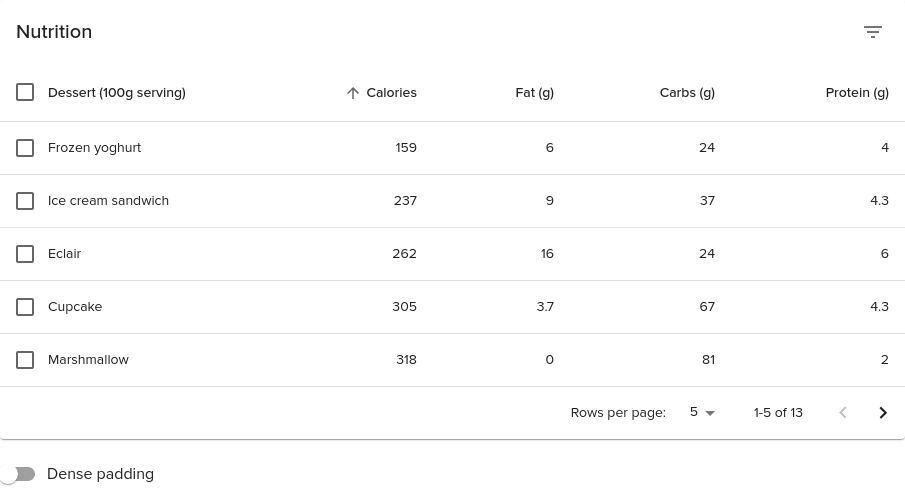 Nutrition
Dessert (100g serving) Calories Fat (g) Carbs (g) Protein (g)
Frozen yoghurt 159 6 24 4
Ice cream sandwich 237 9 37 4.3
Eclair 262 16 24 6
Cupcake 305 3.7 67 4.3
Marshmallow 318 0 81 2
Rows per page: 5 1-5 of 13
Dense padding